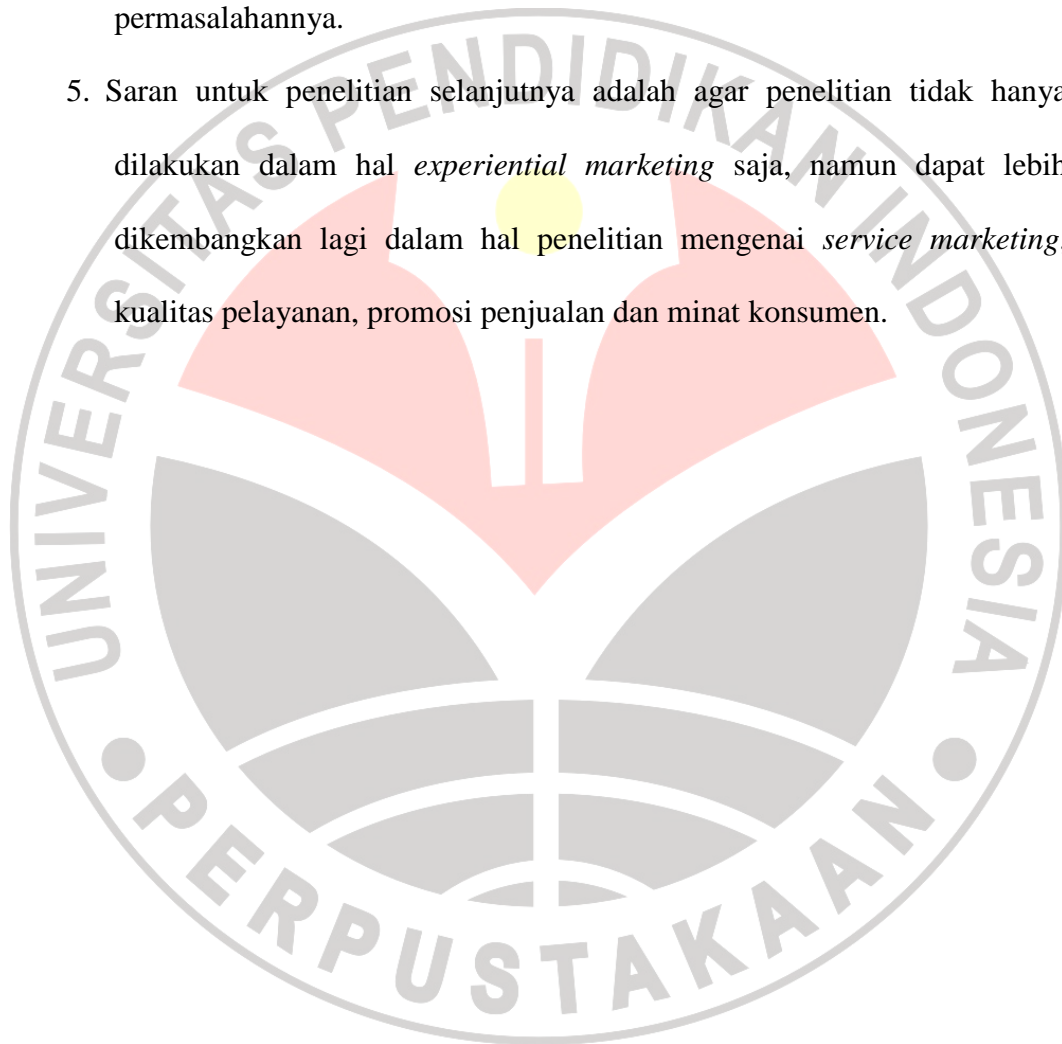 permasalahannya.
5. Saran untuk penelitian selanjutnya adalah agar penelitian tidak hanya
dilakukan dalam hal experiential marketing saja, namun dapat lebih
dikembangkan lagi dalam hal penelitian mengenai service marketing,
kualitas pelayanan, promosi penjualan dan minat konsumen.
UNIVERSITAS PENDIDIKAN INDONESIA
PERPUSTAKAAN